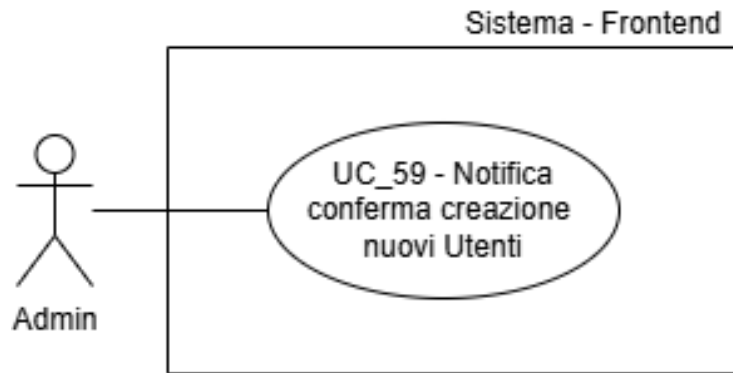 Sistema - Frontend
UC_59 - Notifica
conferma creazione
nuovi Utenti
Admin